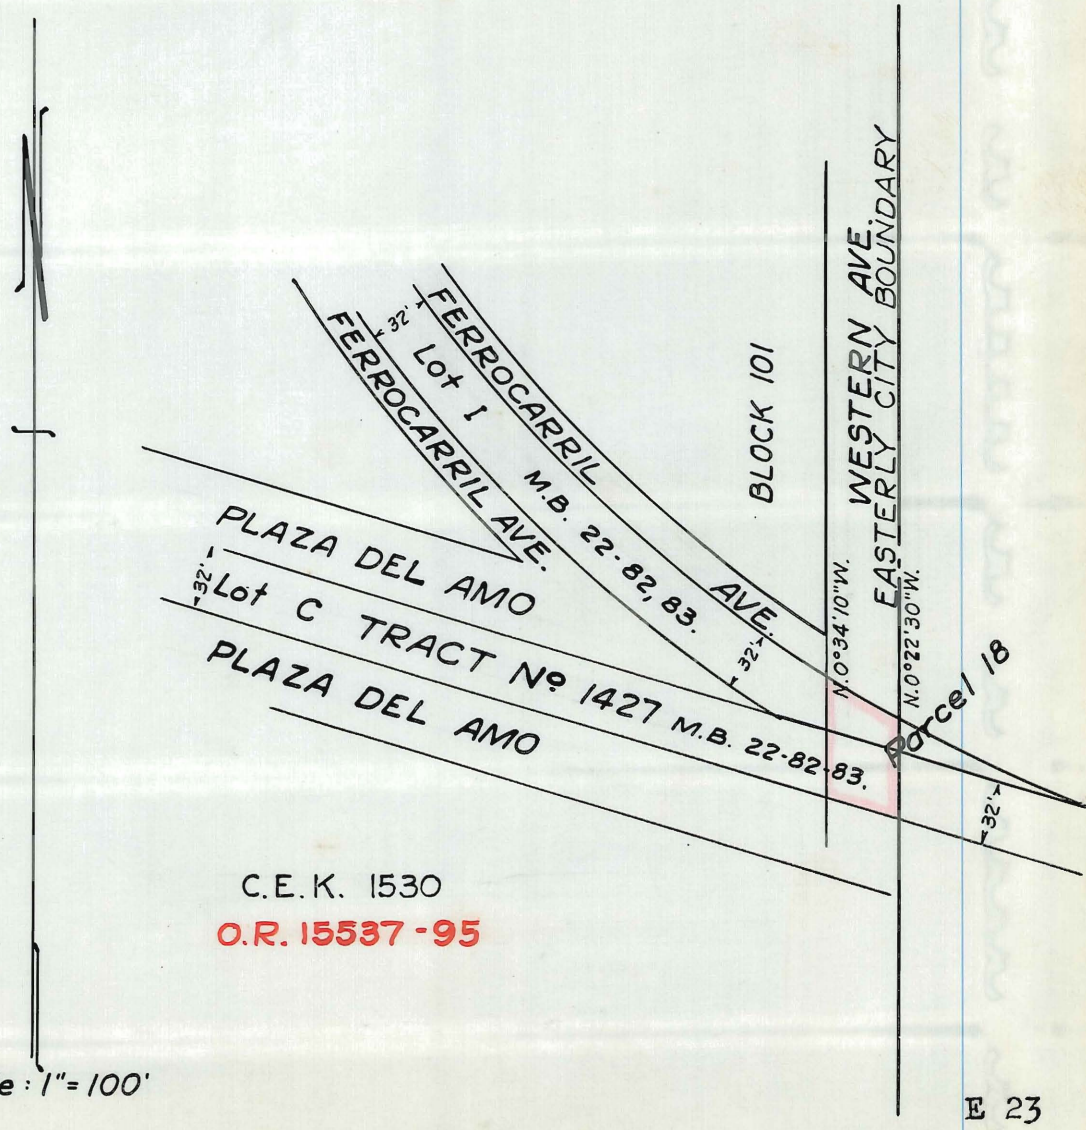 WESTERN AVE.
EASTERLY CITY BOUNDARY
BLOCK 101
FERROCARRIL AVE.
32'
Lot I M.B. 22-82, 83.
FERROCARRIL AVE.
32'
PLAZA DEL AMO
32'
Lot C TRACT Nº 1427 M.B. 22-82-83.
PLAZA DEL AMO
N.0°34'10"W.
N.0°22'30"W.
Parcel 18
32'
C.E.K. 1530
O.R. 15537-95
e: 1"=100'
E 23